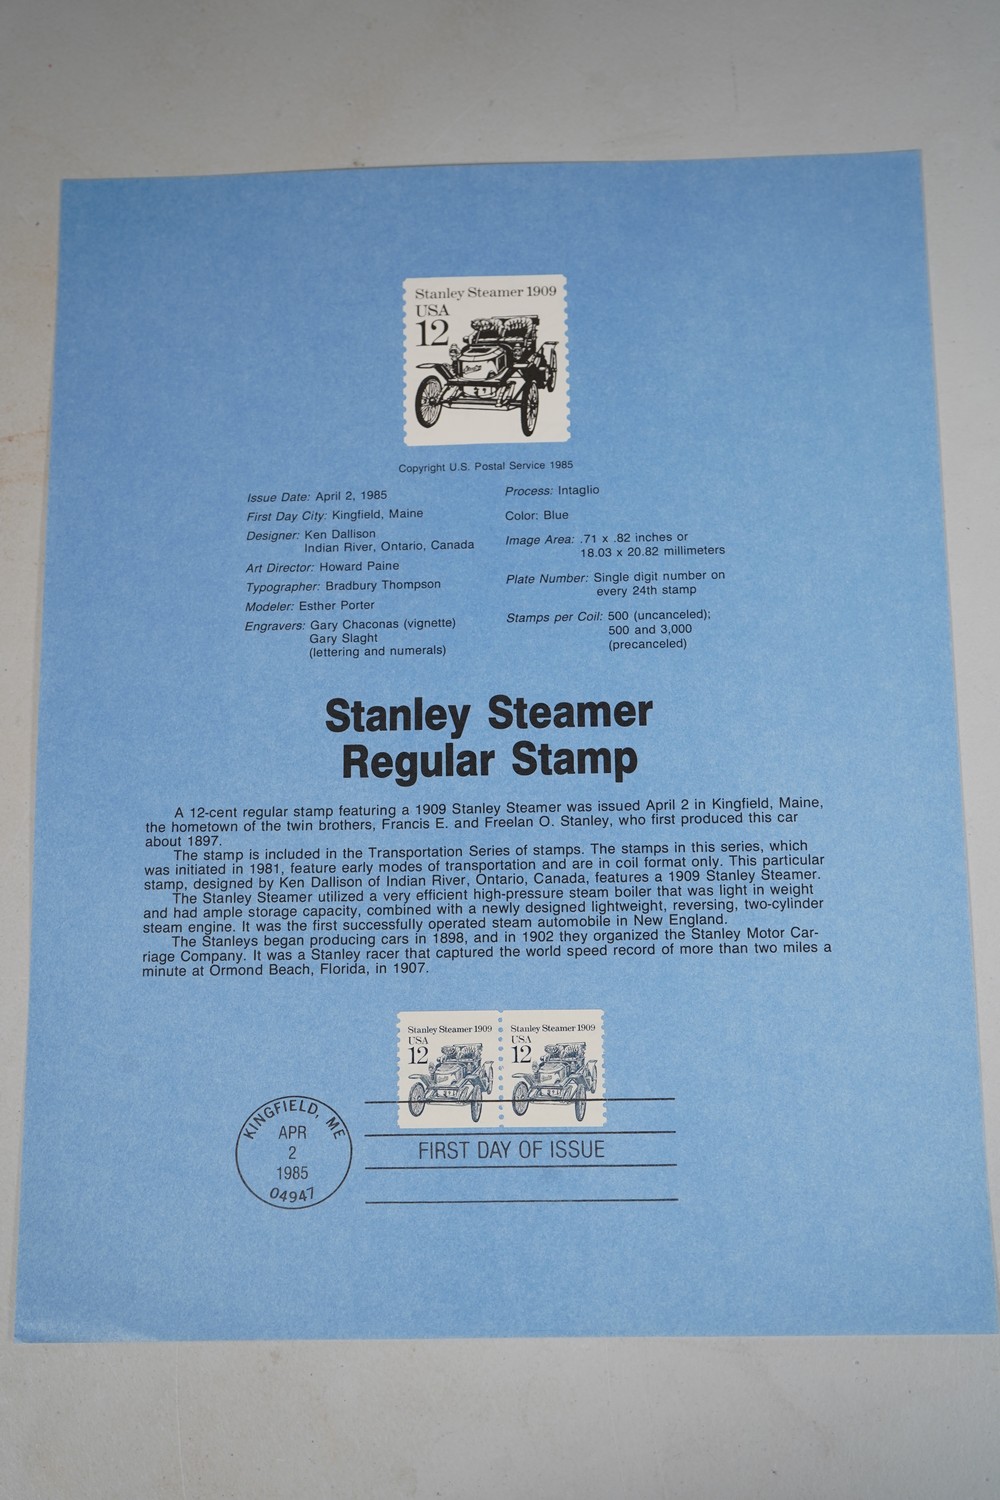 Stanley Steamer 1909
USA
12
Copyright U.S. Postal Service 1985
Issue Date: April 2, 1985
First Day City: Kingfield, Maine
Designer: Ken Dallison
Indian River, Ontario, Canada
Art Director: Howard Paine
Typographer: Bradbury Thompson
Modeler: Esther Porter
Engravers: Gary Chaconas (vignette)
Gary Slaght
(lettering and numerals)
Process: Intaglio
Color: Blue
Image Area: .71 x .82 inches or
18.03 x 20.82 millimeters
Plate Number: Single digit number on
every 24th stamp
Stamps per Coil: 500 (uncanceled);
500 and 3,000
(precanceled)
Stanley Steamer
Regular Stamp
A 12-cent regular stamp featuring a 1909 Stanley Steamer was issued April 2 in Kingfield, Maine,
the hometown of the twin brothers, Francis E. and Freelan O. Stanley, who first produced this car
about 1897.
The stamp is included in the Transportation Series of stamps. The stamps in this series, which
was initiated in 1981, feature early modes of transportation and are in coil format only. This particular
stamp, designed by Ken Dallison of Indian River, Ontario, Canada, features a 1909 Stanley Steamer.
The Stanley Steamer utilized a very efficient high-pressure steam boiler that was light in weight
and had ample storage capacity, combined with a newly designed lightweight, reversing, two-cylinder
steam engine. It was the first successfully operated steam automobile in New England.
The Stanleys began producing cars in 1898, and in 1902 they organized the Stanley Motor Car-
riage Company. It was a Stanley racer that captured the world speed record of more than two miles a
minute at Ormond Beach, Florida, in 1907.
Stanley Steamer 1909
USA
12
Stanley Steamer 1909
USA
12
KINGFIELD, ME
APR
2
1985
04947
FIRST DAY OF ISSUE